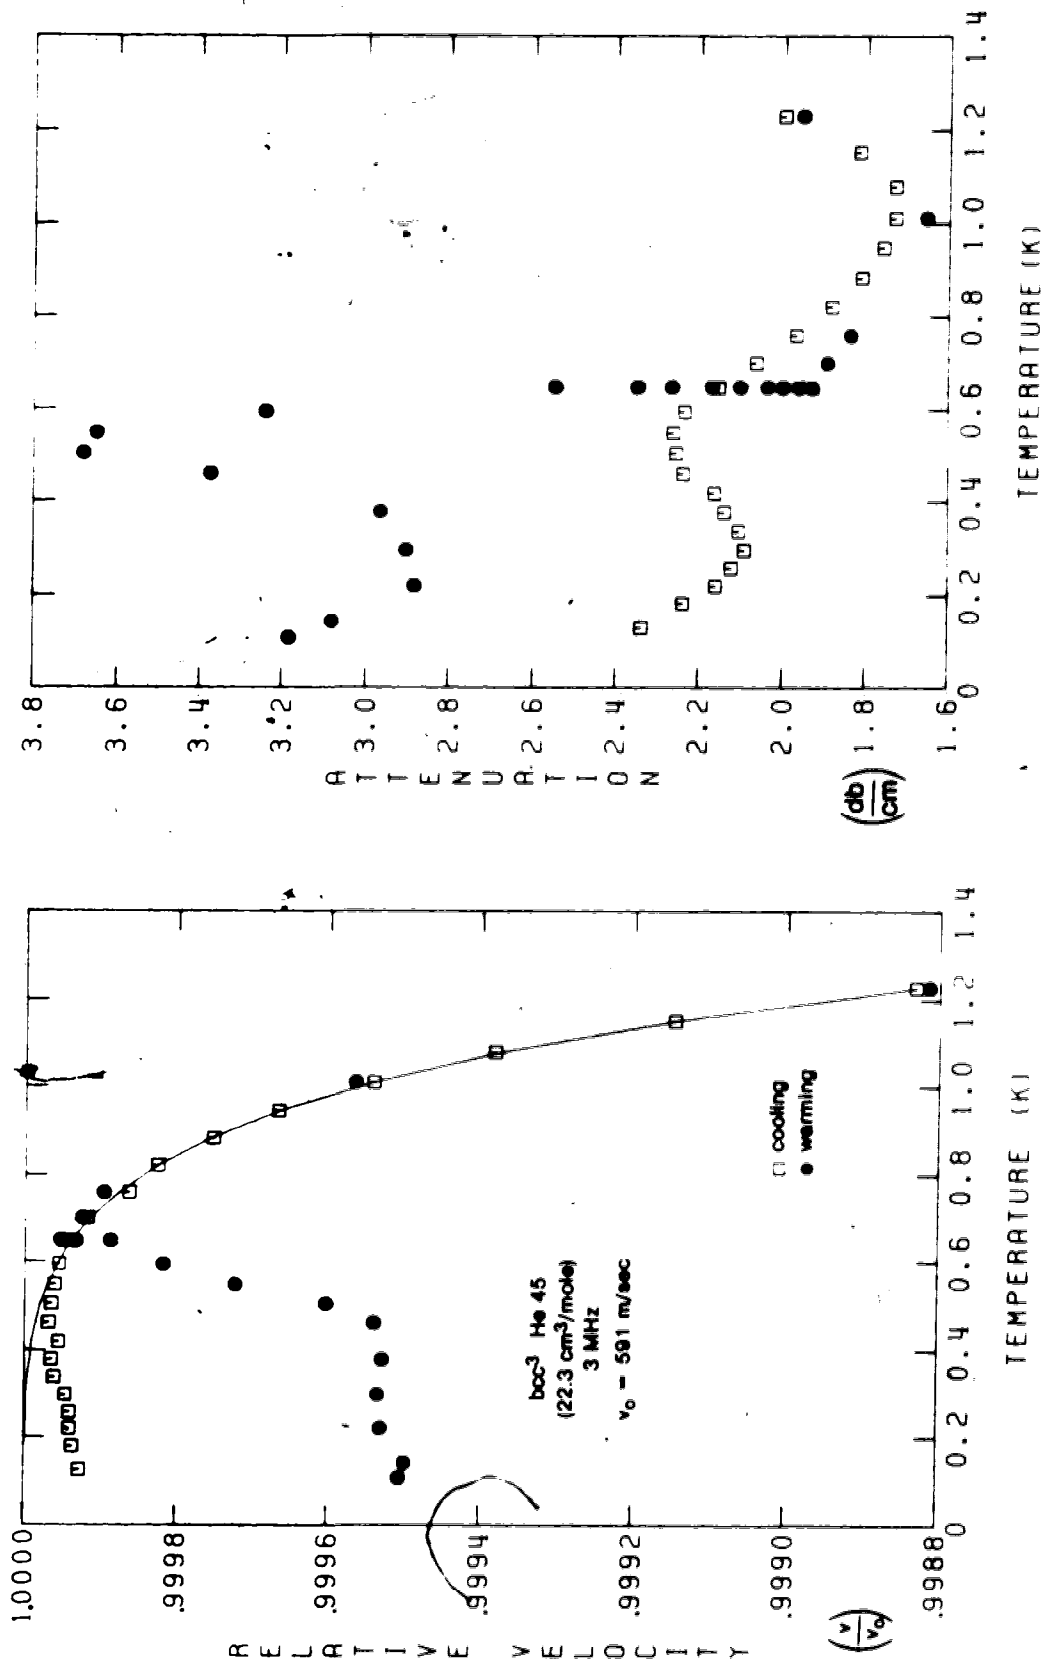 1.0000
.9998
.9996
.9994
.9992
.9990
.9988
RELATIVE VELOCITY
(v/vo)
0
0.2
0.4
0.6
0.8
1.0
1.2
1.4
TEMPERATURE (K)
bcc³ He 45
(22.3 cm³/mole)
3 MHz
vo = 591 m/sec
□ cooling
● warming
3.8
3.6
3.4
3.2
3.0
2.8
2.6
2.4
2.2
2.0
1.8
1.6
ATTENUATION
(db/cm)
0
0.2
0.4
0.6
0.8
1.0
1.2
1.4
TEMPERATURE (K)